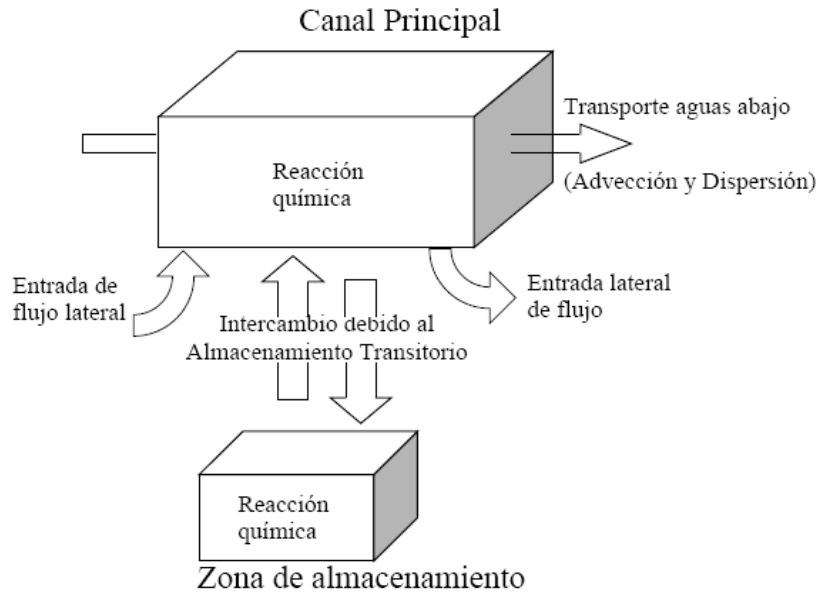 Canal Principal
Transporte aguas abajo
(Advección y Dispersión)
Reacción
química
Entrada de
flujo lateral
Entrada lateral
de flujo
Intercambio debido al
Almacenamiento Transitorio
Reacción
química
Zona de almacenamiento